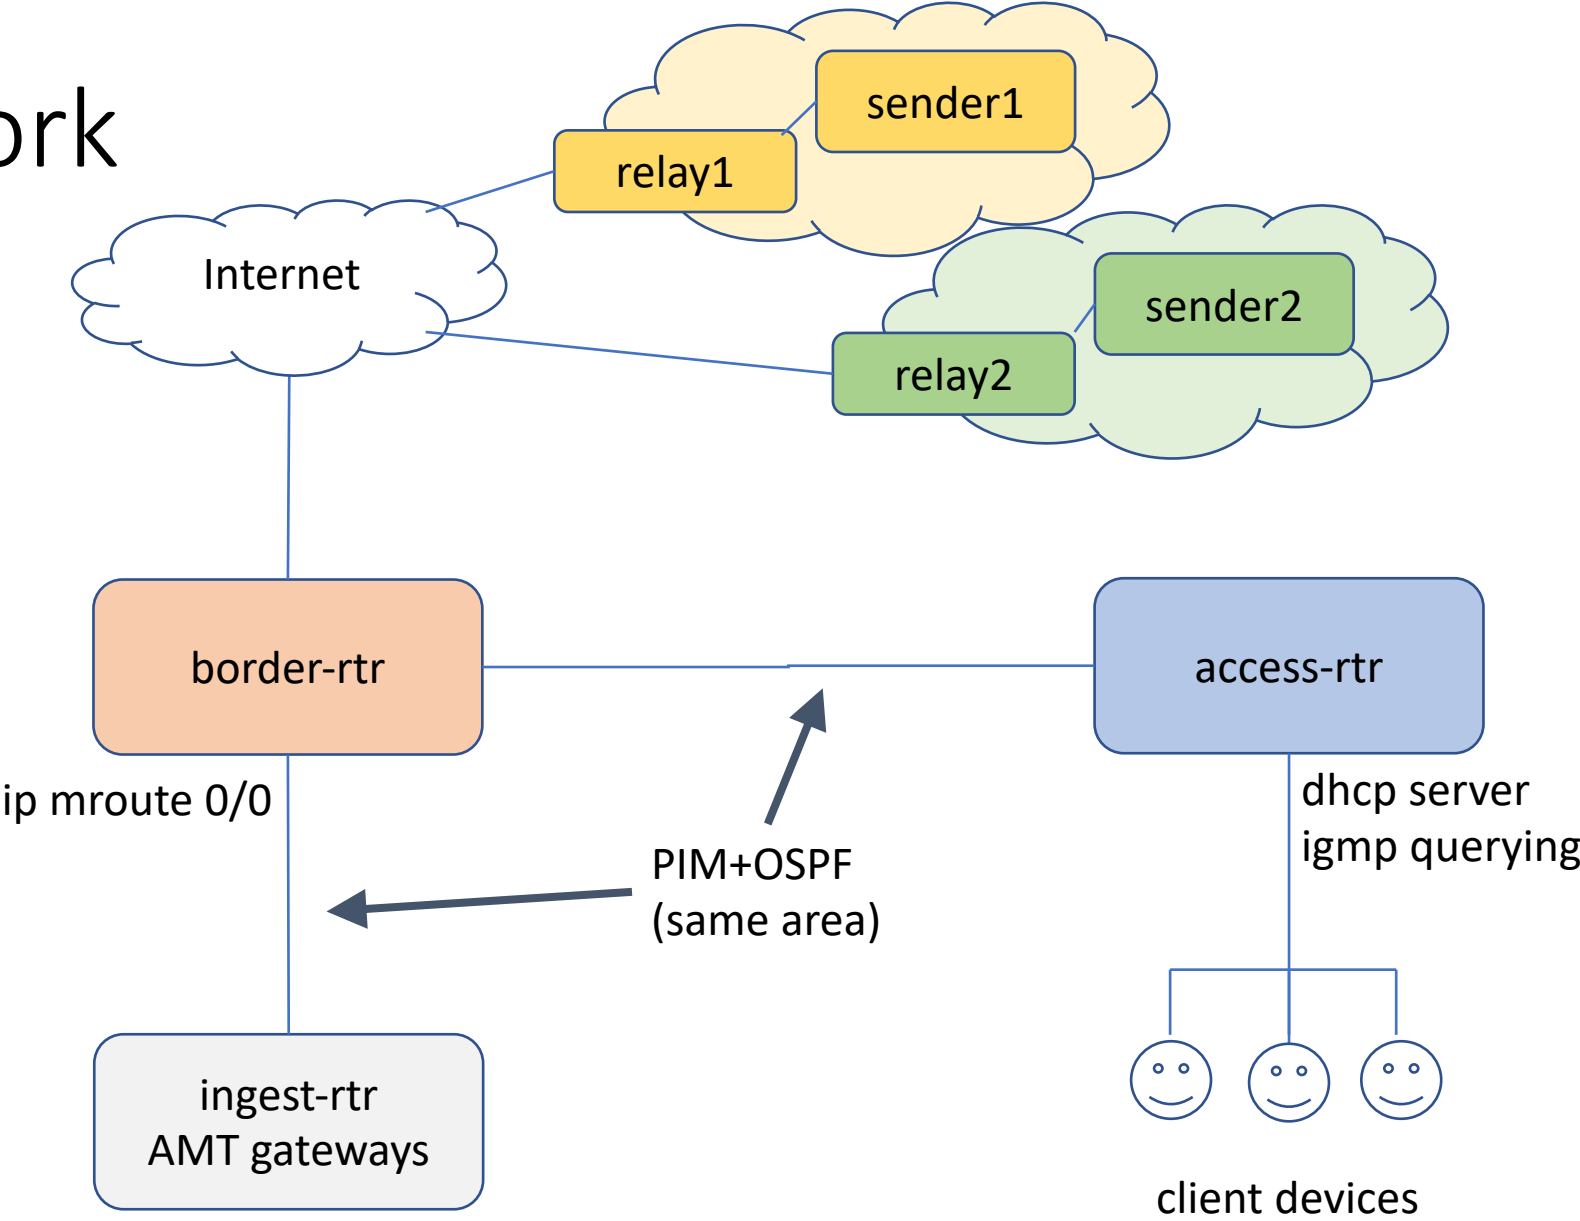 ork
sender1
relay1
Internet
sender2
relay2
border-rtr
access-rtr
ip mroute 0/0
dhcp server
igmp querying
PIM+OSPF
(same area)
ingest-rtr
AMT gateways
client devices